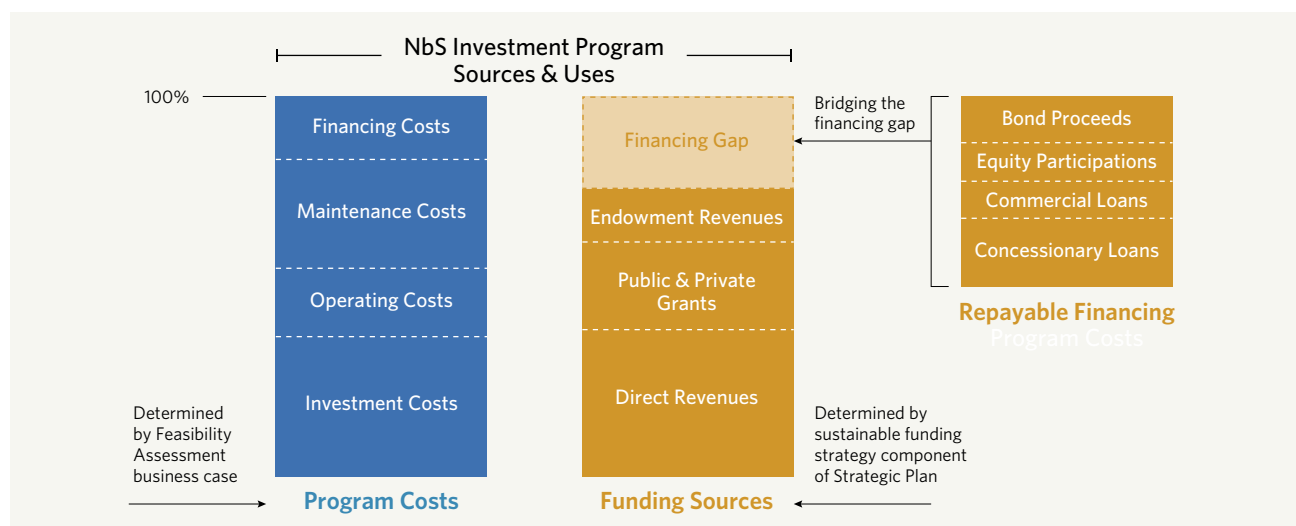 NbS Investment Program
Sources & Uses
100%
Financing Costs
Maintenance Costs
Operating Costs
Investment Costs
Determined
by Feasibility
Assessment
business case
Program Costs
Financing Gap
Endowment Revenues
Public & Private
Grants
Direct Revenues
Funding Sources
Bridging the
financing gap
Determined by
sustainable funding
strategy component
of Strategic Plan
Bond Proceeds
Equity Participations
Commercial Loans
Concessionary Loans
Repayable Financing
Program Costs